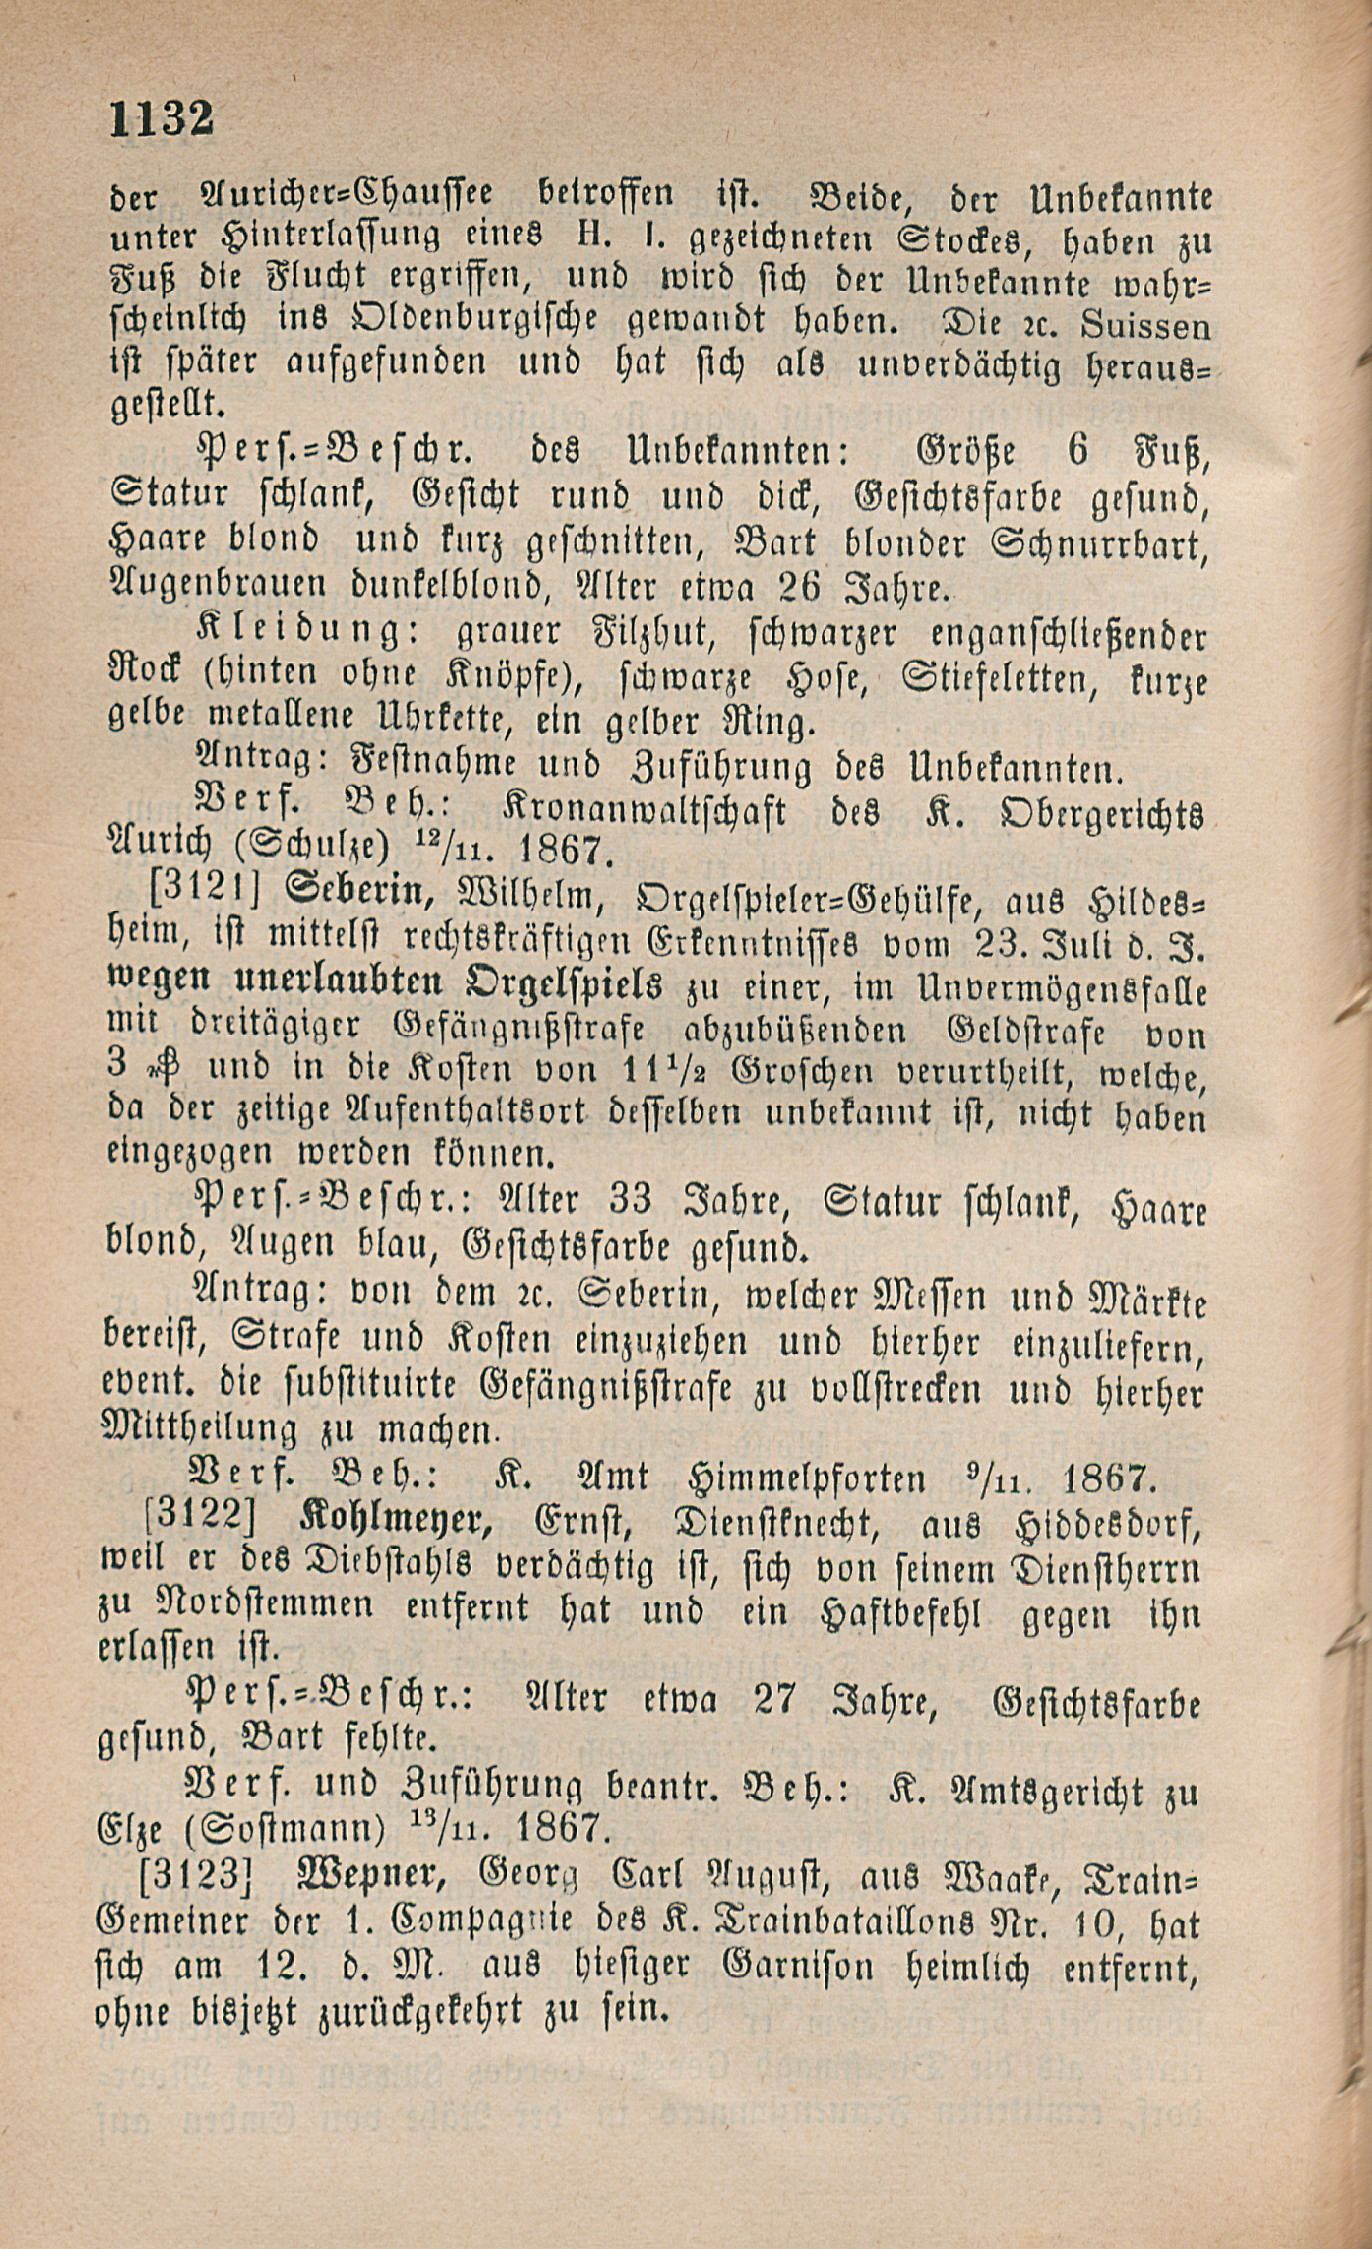 1132
der Auricher-Chaussee betroffen ist. Beide, der Unbekannte
unter Hinterlassung eines H. I. gezeichneten Stockes, haben zu
Fuß die Flucht ergriffen, und wird sich der Unbekannte wahr-
scheinlich ins Oldenburgische gewandt haben. Die ꝛc. Suissen
ist später aufgefunden und hat sich als unverdächtig heraus-
gestellt.
Pers.-Beschr. des Unbekannten: Größe 6 Fuß,
Statur schlank, Gesicht rund und dick, Gesichtsfarbe gesund,
Haare blond und kurz geschnitten, Bart blonder Schnurrbart,
Augenbrauen dunkelblond, Alter etwa 26 Jahre.
Kleidung: grauer Filzhut, schwarzer enganschließender
Rock (hinten ohne Knöpfe), schwarze Hose, Stiefeletten, kurze
gelbe metallene Uhrkette, ein gelber Ring.
Antrag: Festnahme und Zuführung des Unbekannten.
Verf. Beh.: Kronanwaltschaft des K. Obergerichts
Aurich (Schulze) 12/11. 1867.
[3121] Seberin, Wilhelm, Orgelspieler-Gehülfe, aus Hildes-
heim, ist mittelst rechtskräftigen Erkenntnisses vom 23. Juli d. J.
wegen unerlaubten Orgelspiels zu einer, im Unvermögensfalle
mit dreitägiger Gefängnißstrafe abzubüßenden Geldstrafe von
3 ₰ und in die Kosten von 11 1/2 Groschen verurtheilt, welche,
da der zeitige Aufenthaltsort desselben unbekannt ist, nicht haben
eingezogen werden können.
Pers.-Beschr.: Alter 33 Jahre, Statur schlank, Haare
blond, Augen blau, Gesichtsfarbe gesund.
Antrag: von dem ꝛc. Seberin, welcher Messen und Märkte
bereist, Strafe und Kosten einzuziehen und hierher einzuliefern,
event. die substituirte Gefängnißstrafe zu vollstrecken und hierher
Mittheilung zu machen.
Verf. Beh.: K. Amt Himmelpforten 9/11. 1867.
[3122] Kohlmeyer, Ernst, Dienstknecht, aus Hiddesdorf,
weil er des Diebstahls verdächtig ist, sich von seinem Dienstherrn
zu Nordstemmen entfernt hat und ein Haftbefehl gegen ihn
erlassen ist.
Pers.-Beschr.: Alter etwa 27 Jahre, Gesichtsfarbe
gesund, Bart fehlte.
Verf. und Zuführung beantr. Beh.: K. Amtsgericht zu
Elze (Sostmann) 13/11. 1867.
[3123] Wepner, Georg Carl August, aus Waake, Train-
Gemeiner der 1. Compagnie des K. Trainbataillons Nr. 10, hat
sich am 12. d. M. aus hiesiger Garnison heimlich entfernt,
ohne bisjetzt zurückgekehrt zu sein.